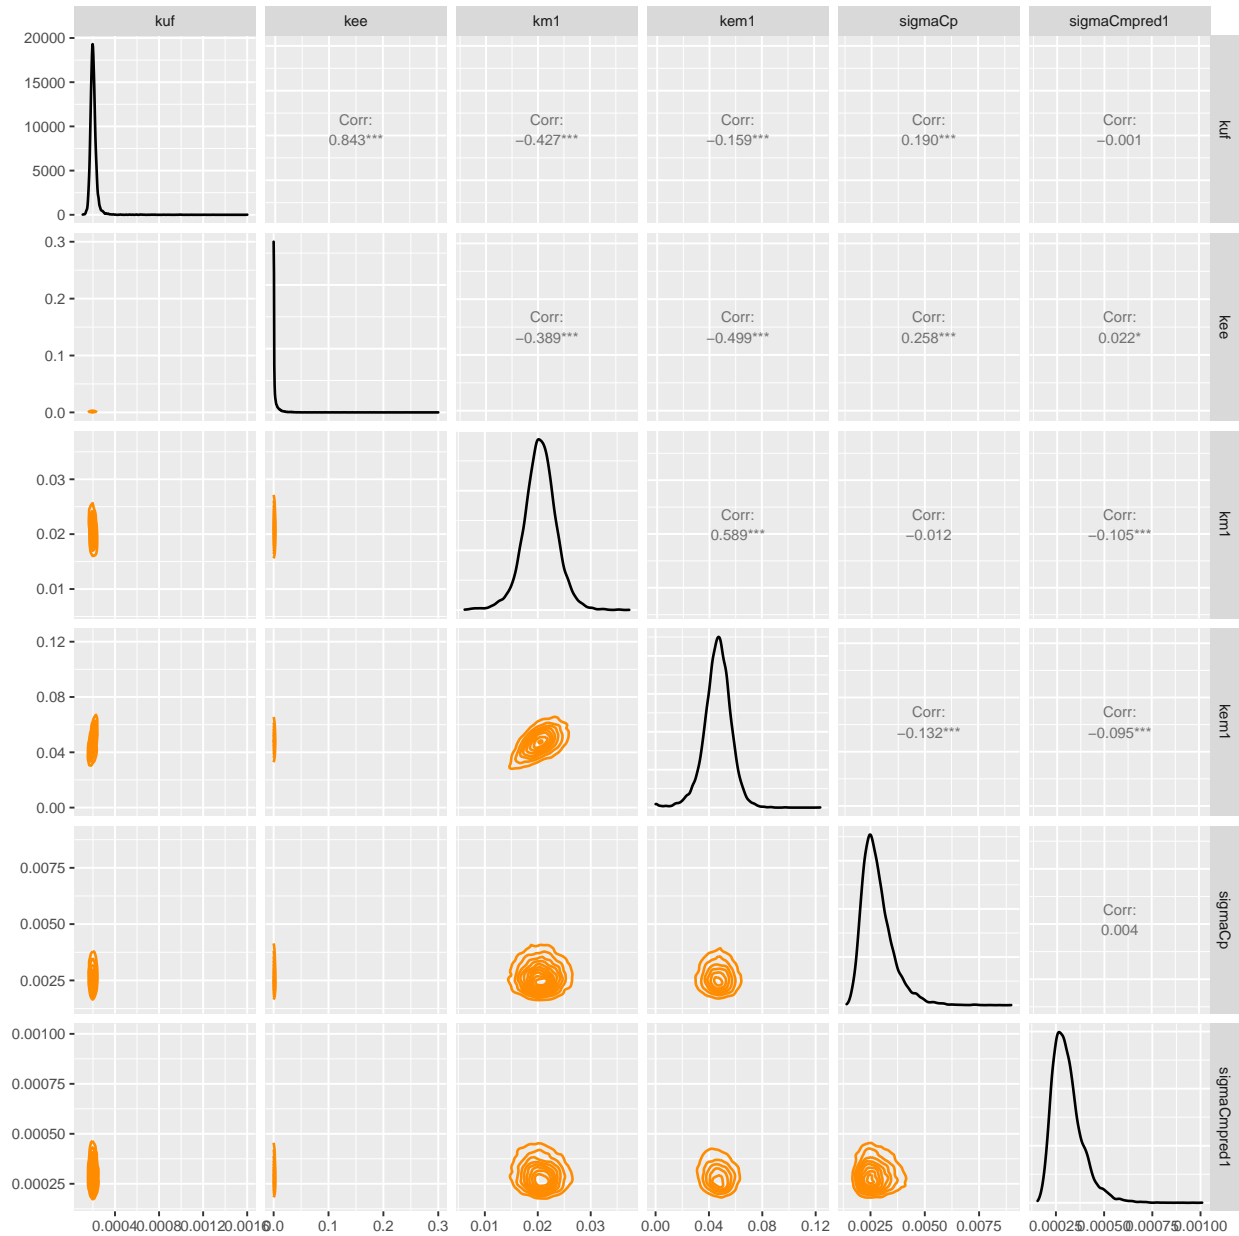 kuf kee km1 kem1 sigmaCp sigmaCmpred1
20000
15000
10000
5000
0
Corr:
0.843***
Corr:
−0.427***
Corr:
−0.159***
Corr:
0.190***
Corr:
−0.001
kuf
0.3
0.2
0.1
0.0
Corr:
−0.389***
Corr:
−0.499***
Corr:
0.258***
Corr:
0.022*
kee
0.03
0.02
0.01
Corr:
0.589***
Corr:
−0.012
Corr:
−0.105***
km1
0.12
0.08
0.04
0.00
Corr:
−0.132***
Corr:
−0.095***
kem1
0.0075
0.0050
0.0025
Corr:
0.004
sigmaCp
0.00100
0.00075
0.00050
0.00025
sigmaCmpred1
0.0004 0.0008 0.0012 0.0016 0.0 0.1 0.2 0.3 0.01 0.02 0.03 0.00 0.04 0.08 0.12 0.0025 0.0050 0.0075 0.00025 0.00050 0.00075 0.00100